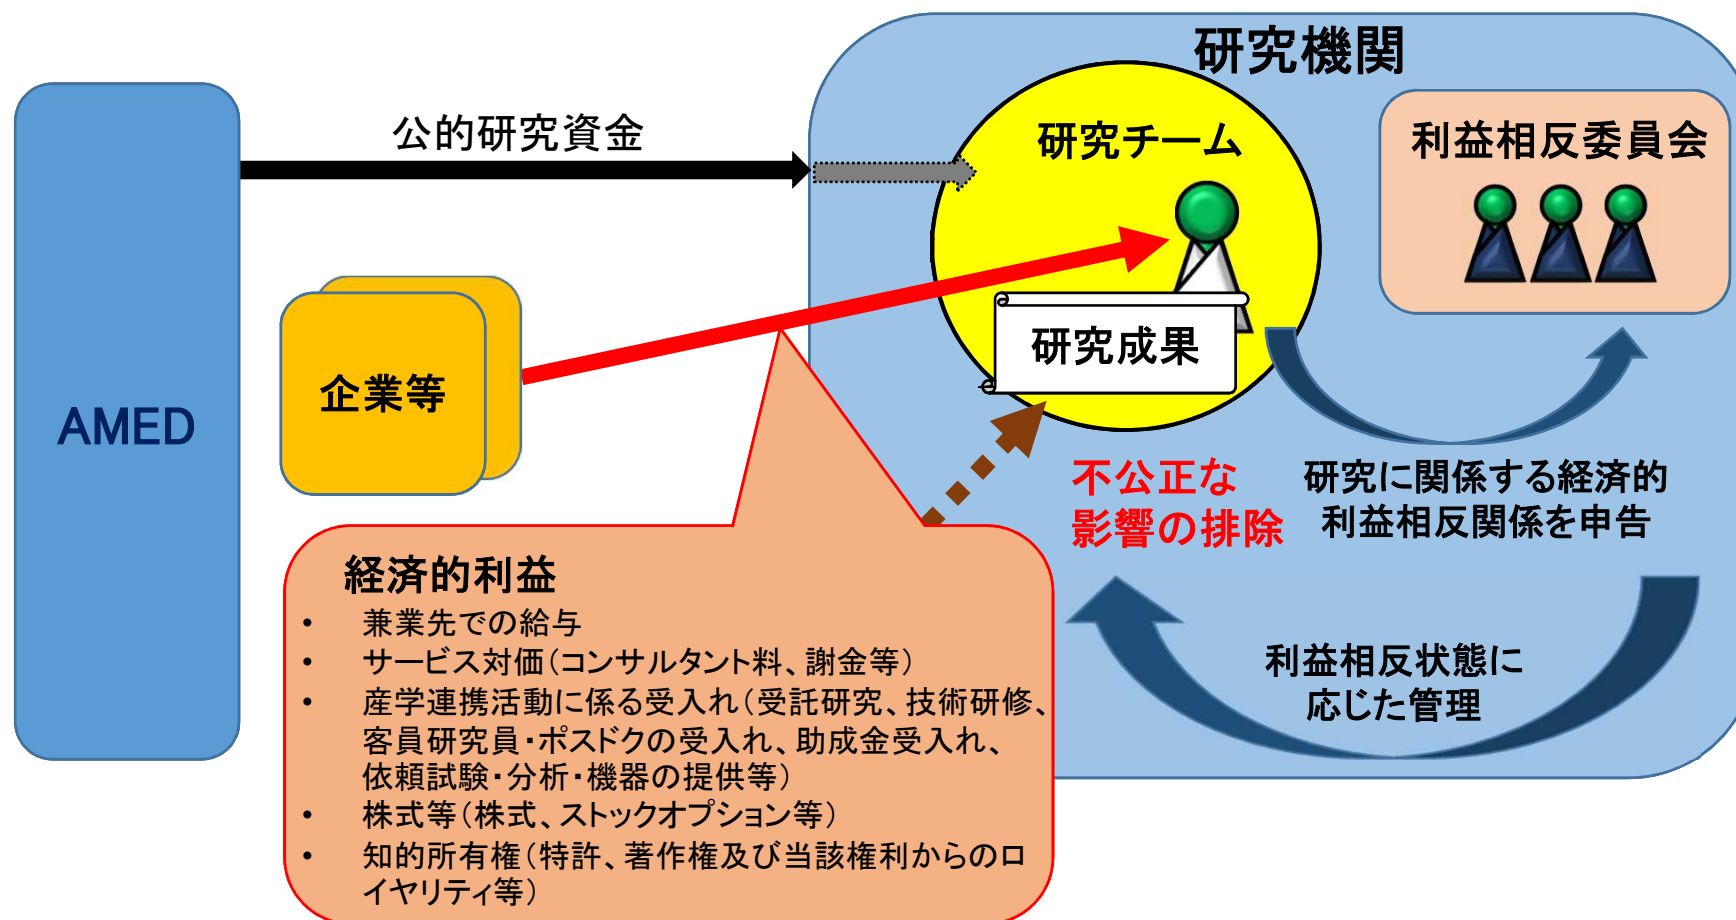 研究機関
公的研究資金
研究チーム
利益相反委員会
AMED
企業等
研究成果
不公正な
影響の排除
研究に関係する経済的
利益相反関係を申告
利益相反状態に
応じた管理
経済的利益
• 兼業先での給与
• サービス対価(コンサルタント料、謝金等)
• 産学連携活動に係る受入れ(受託研究、技術研修、
客員研究員・ポスドクの受入れ、助成金受入れ、
依頼試験・分析・機器の提供等)
• 株式等(株式、ストックオプション等)
• 知的所有権(特許、著作権及び当該権利からのロ
イヤリティ等)